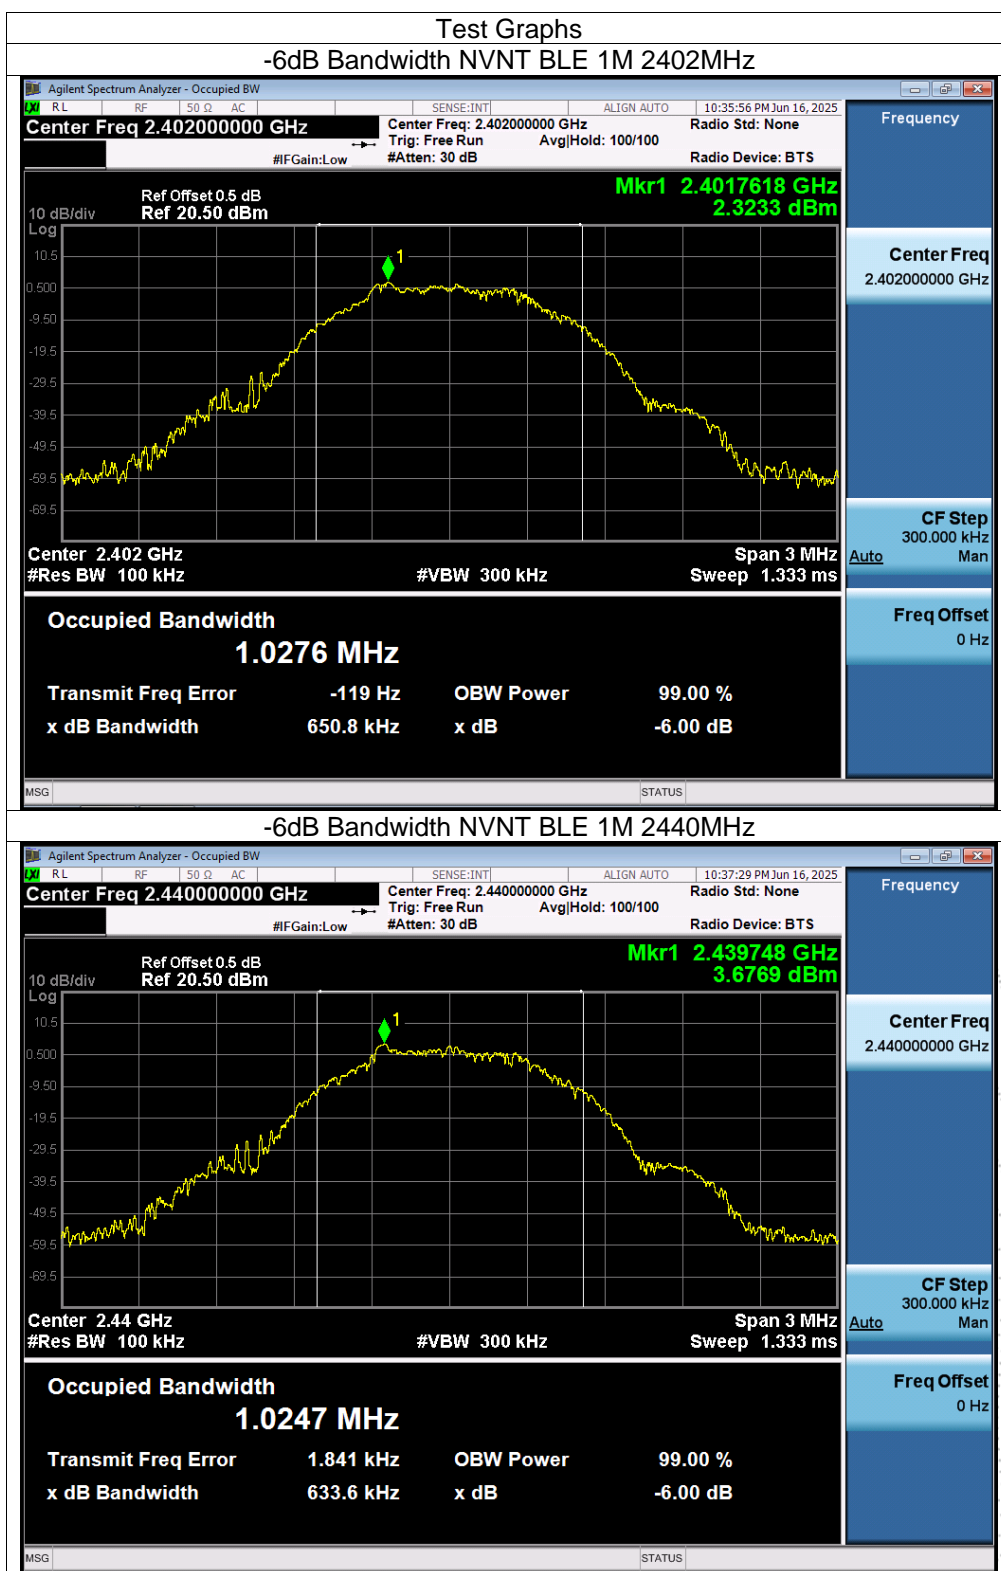 Test Graphs
-6dB Bandwidth NVNT BLE 1M 2402MHz
Agilent Spectrum Analyzer - Occupied BW
LXI RL RF 50 Ω AC SENSE:INT ALIGN AUTO 10:35:56 PM Jun 16, 2025
Center Freq 2.402000000 GHz
Center Freq: 2.402000000 GHz Radio Std: None
Trig: Free Run Avg|Hold: 100/100
#IFGain:Low #Atten: 30 dB Radio Device: BTS
Mkr1 2.4017618 GHz
2.3233 dBm
Ref Offset 0.5 dB
10 dB/div Ref 20.50 dBm
Log
1
10.5
0.500
-9.50
-19.5
-29.5
-39.5
-49.5
-59.5
-69.5
Center 2.402 GHz Span 3 MHz
#Res BW 100 kHz #VBW 300 kHz Sweep 1.333 ms
Occupied Bandwidth
1.0276 MHz
Transmit Freq Error -119 Hz OBW Power 99.00 %
x dB Bandwidth 650.8 kHz x dB -6.00 dB
MSG STATUS
Frequency
Center Freq
2.402000000 GHz
CF Step
300.000 kHz
Auto Man
Freq Offset
0 Hz
-6dB Bandwidth NVNT BLE 1M 2440MHz
Agilent Spectrum Analyzer - Occupied BW
LXI RL RF 50 Ω AC SENSE:INT ALIGN AUTO 10:37:29 PM Jun 16, 2025
Center Freq 2.440000000 GHz
Center Freq: 2.440000000 GHz Radio Std: None
Trig: Free Run Avg|Hold: 100/100
#IFGain:Low #Atten: 30 dB Radio Device: BTS
Mkr1 2.439748 GHz
3.6769 dBm
Ref Offset 0.5 dB
10 dB/div Ref 20.50 dBm
Log
1
10.5
0.500
-9.50
-19.5
-29.5
-39.5
-49.5
-59.5
-69.5
Center 2.44 GHz Span 3 MHz
#Res BW 100 kHz #VBW 300 kHz Sweep 1.333 ms
Occupied Bandwidth
1.0247 MHz
Transmit Freq Error 1.841 kHz OBW Power 99.00 %
x dB Bandwidth 633.6 kHz x dB -6.00 dB
MSG STATUS
Frequency
Center Freq
2.440000000 GHz
CF Step
300.000 kHz
Auto Man
Freq Offset
0 Hz